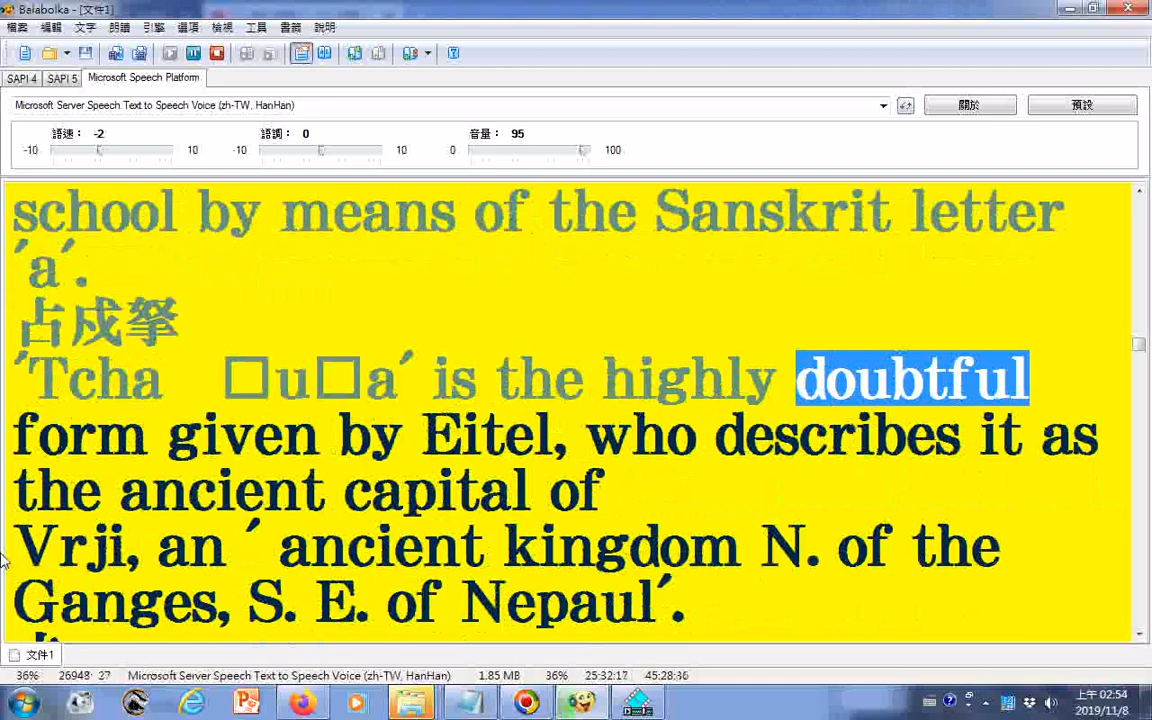 Balabolka - [文件1]
檔案 編輯 文字 朗讀 引擎 選項 檢視 工具 書籤 說明
SAPI 4 SAPI 5 Microsoft Speech Platform
Microsoft Server Speech Text to Speech Voice (zh-TW, HanHan) 關於 預設
語速： -2 語調： 0 音量： 95
-10 10 -10 10 0 100
school by means of the Sanskrit letter
'a'.
占戍拏
'Tcha □u□a' is the highly doubtful
form given by Eitel, who describes it as
the ancient capital of
Vrji, an ' ancient kingdom N. of the
Ganges, S. E. of Nepaul'.
文件1
36% 26948: 27 Microsoft Server Speech Text to Speech Voice (zh-TW, HanHan) 1.85 MB 36% 25:32:17 45:28:36
上午 02:54
2019/11/8